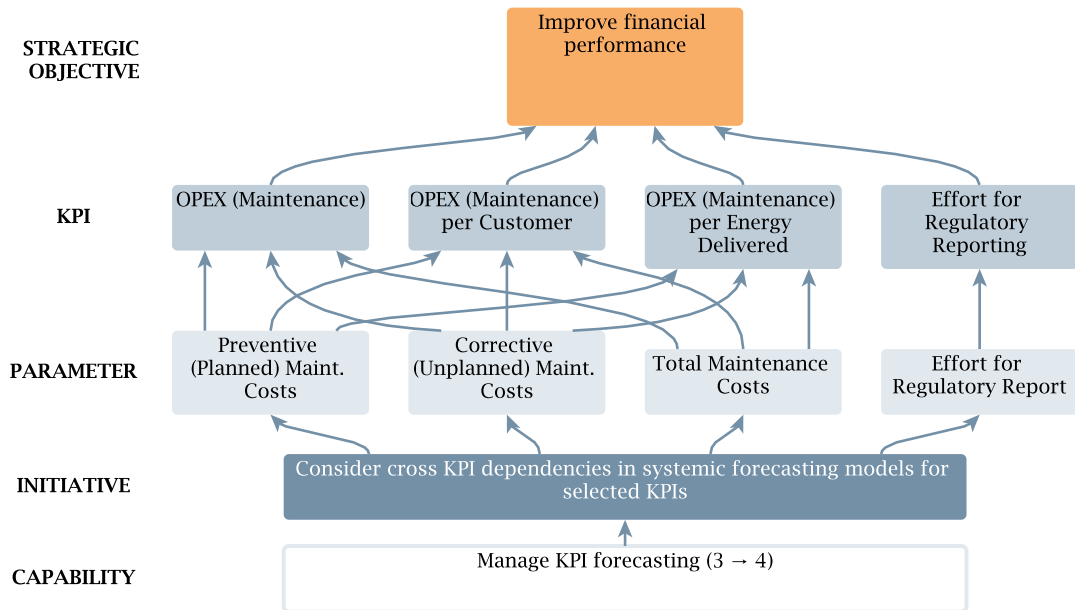 STRATEGIC
OBJECTIVE
Improve financial
performance
KPI
OPEX (Maintenance)
OPEX (Maintenance)
per Customer
OPEX (Maintenance)
per Energy
Delivered
Effort for
Regulatory
Reporting
PARAMETER
Preventive
(Planned) Maint.
Costs
Corrective
(Unplanned) Maint.
Costs
Total Maintenance
Costs
Effort for
Regulatory Report
INITIATIVE
Consider cross KPI dependencies in systemic forecasting models for
selected KPIs
CAPABILITY
Manage KPI forecasting (3 → 4)